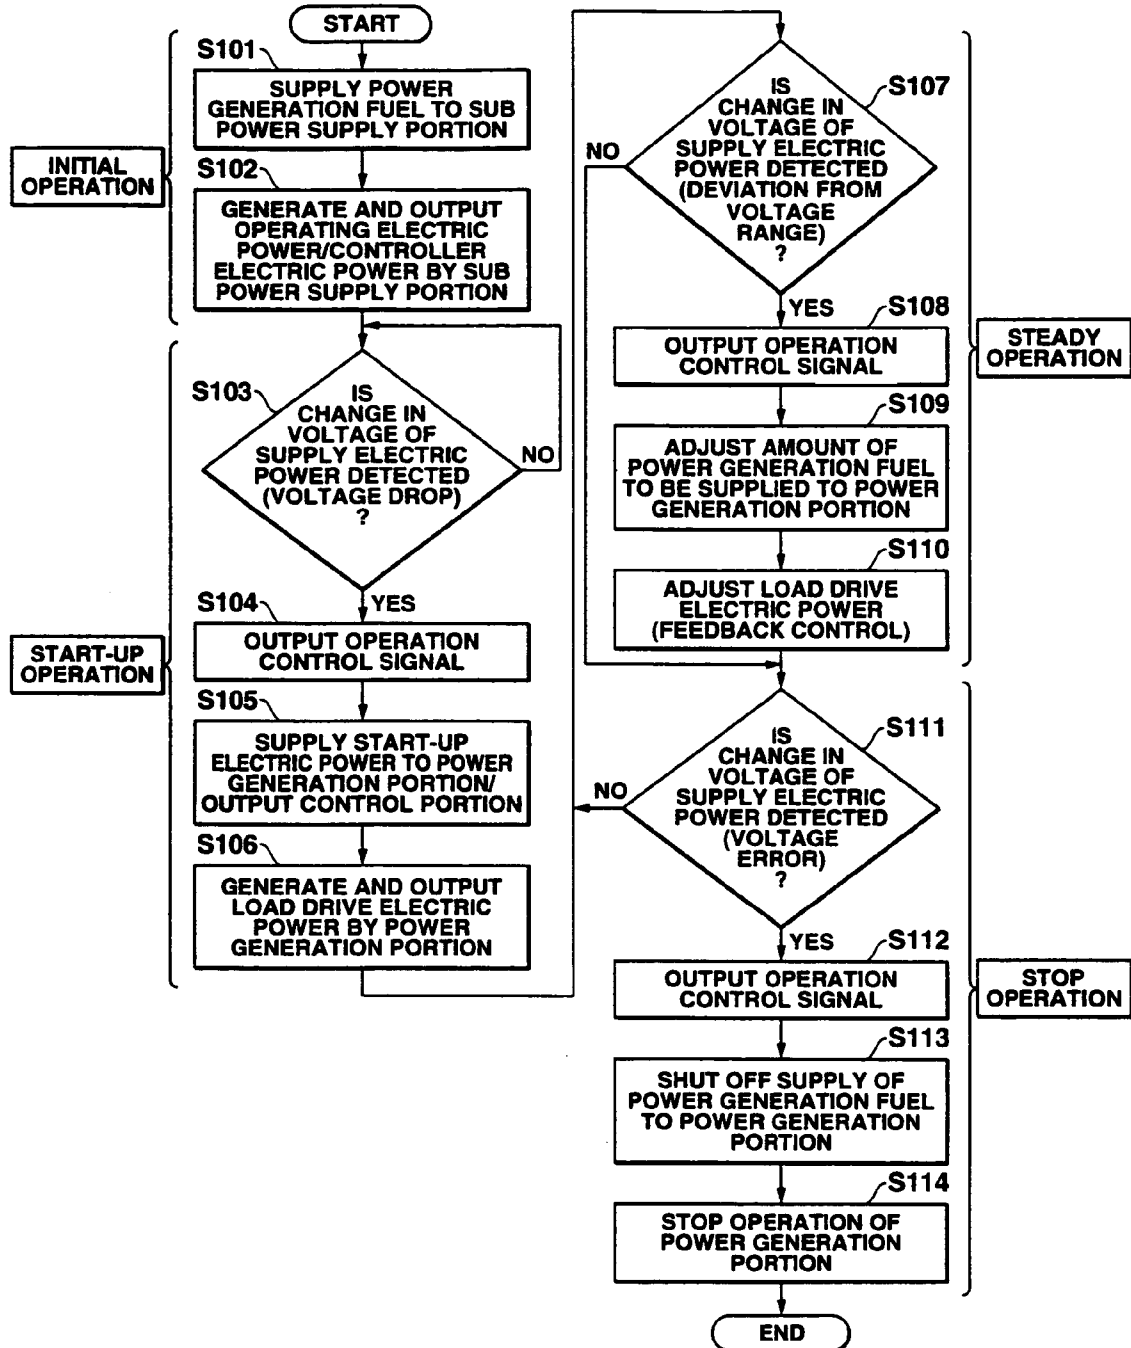 START
S101
SUPPLY POWER
GENERATION FUEL TO SUB
POWER SUPPLY PORTION
INITIAL
OPERATION
S102
GENERATE AND OUTPUT
OPERATING ELECTRIC
POWER/CONTROLLER
ELECTRIC POWER BY SUB
POWER SUPPLY PORTION
S103
IS
CHANGE IN
VOLTAGE OF
SUPPLY ELECTRIC
POWER DETECTED
(VOLTAGE DROP)
?
NO
YES
START-UP
OPERATION
S104
OUTPUT OPERATION
CONTROL SIGNAL
S105
SUPPLY START-UP
ELECTRIC POWER TO POWER
GENERATION PORTION/
OUTPUT CONTROL PORTION
S106
GENERATE AND OUTPUT
LOAD DRIVE ELECTRIC
POWER BY POWER
GENERATION PORTION
S107
IS
CHANGE IN
VOLTAGE OF
SUPPLY ELECTRIC
POWER DETECTED
(DEVIATION FROM
VOLTAGE
RANGE)
?
NO
YES
S108
OUTPUT OPERATION
CONTROL SIGNAL
STEADY
OPERATION
S109
ADJUST AMOUNT OF
POWER GENERATION FUEL
TO BE SUPPLIED TO POWER
GENERATION PORTION
S110
ADJUST LOAD DRIVE
ELECTRIC POWER
(FEEDBACK CONTROL)
S111
IS
CHANGE IN
VOLTAGE OF
SUPPLY ELECTRIC
POWER DETECTED
(VOLTAGE
ERROR)
?
NO
YES
S112
OUTPUT OPERATION
CONTROL SIGNAL
STOP
OPERATION
S113
SHUT OFF SUPPLY OF
POWER GENERATION FUEL
TO POWER GENERATION
PORTION
S114
STOP OPERATION OF
POWER GENERATION
PORTION
END